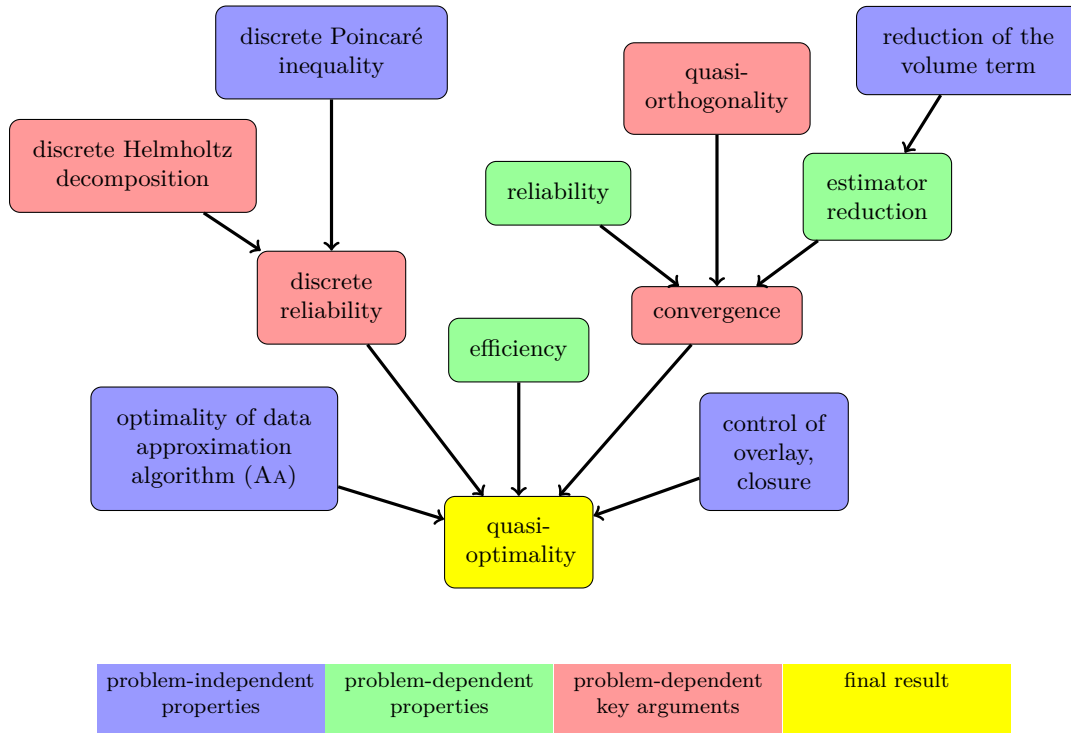 discrete Poincaré
inequality
reduction of the
volume term
quasi-
orthogonality
discrete Helmholtz
decomposition
reliability
estimator
reduction
discrete
reliability
convergence
efficiency
optimality of data
approximation
algorithm (AA)
control of
overlay,
closure
quasi-
optimality
problem-independent
properties
problem-dependent
properties
problem-dependent
key arguments
final result